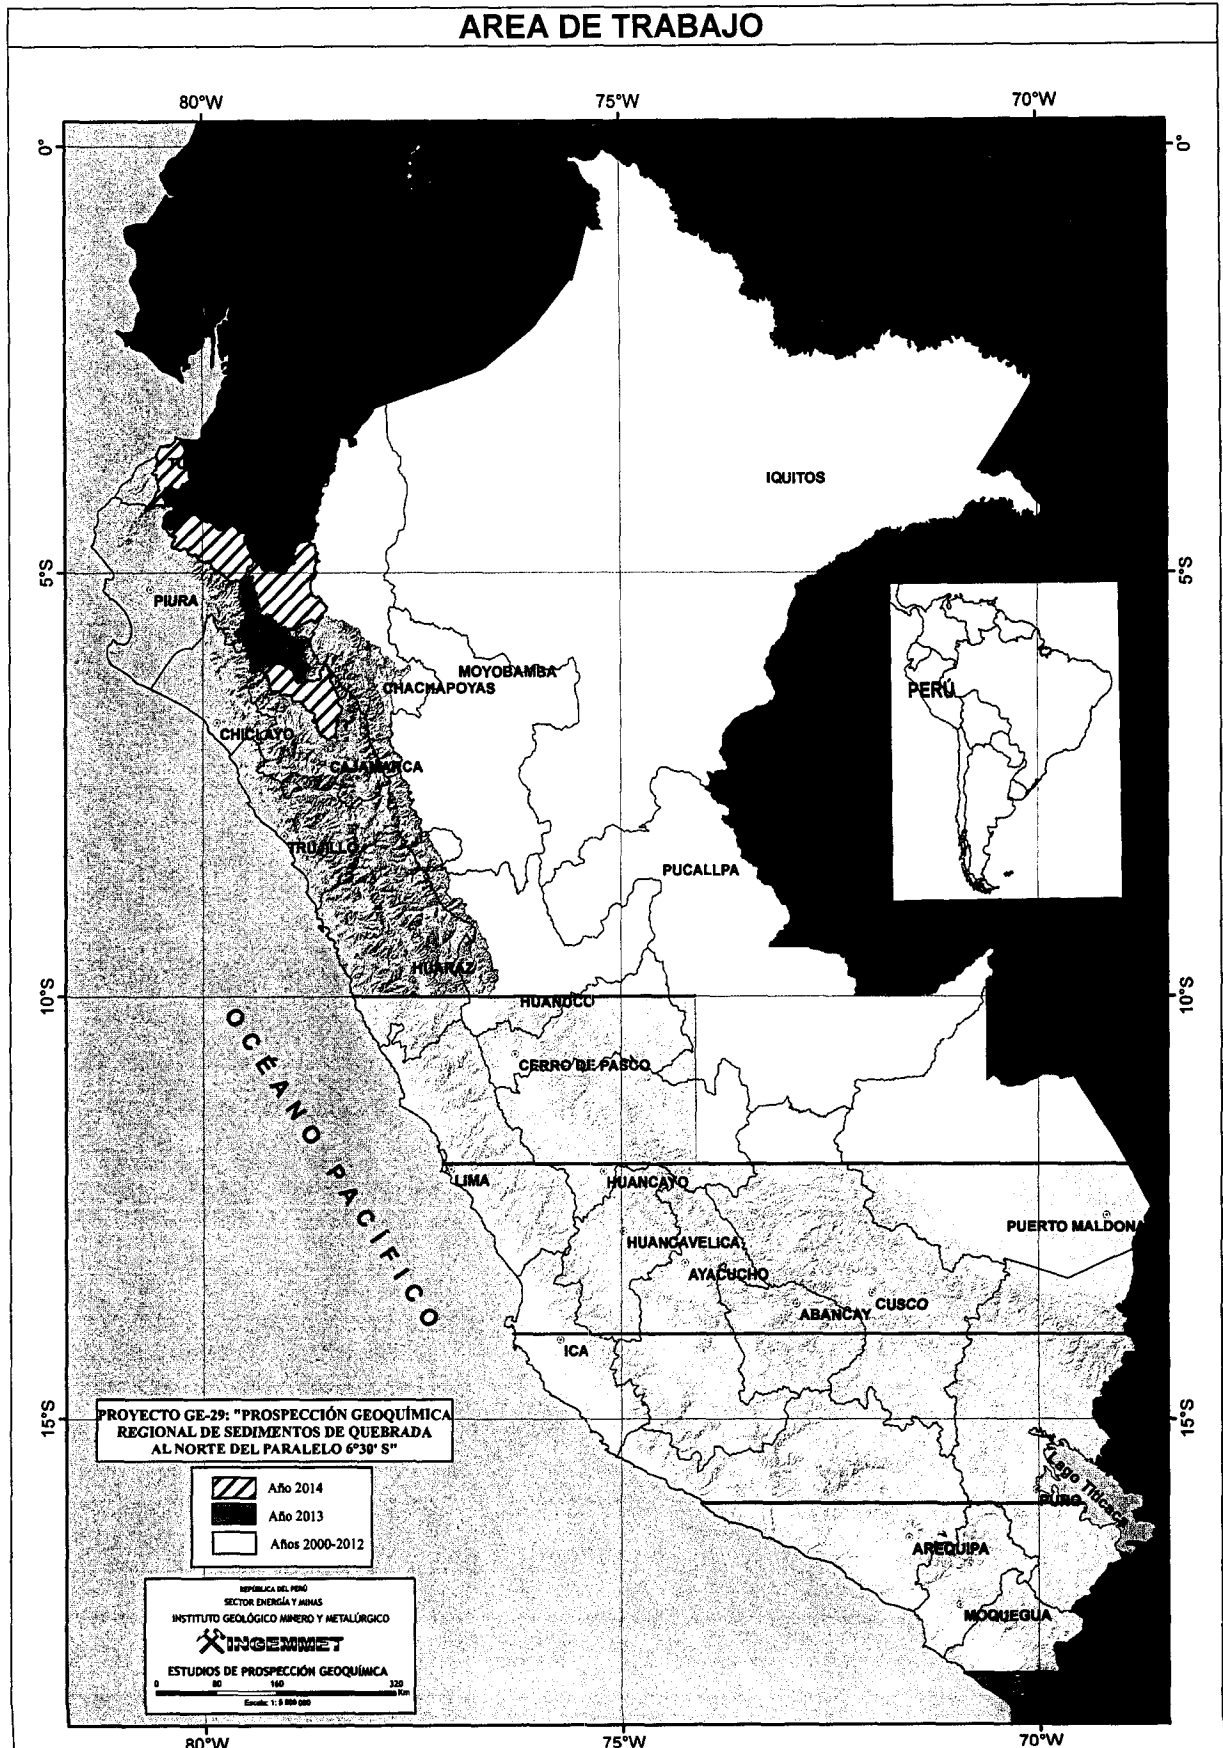 AREA DE TRABAJO
80°W 75°W 70°W
0° 0°
IQUITOS
5°S 5°S
PIURA
MOYOBAMBA
CHACHAPOYAS
PERÚ
CHICLAYO
CAJAMARCA
TRUJILLO
PUCALLPA
HUARAZ
10°S 10°S
HUANUCO
OCÉANO PACÍFICO
CERRO DE PASCO
LIMA
HUANCAYO
PUERTO MALDONA
HUANCAVELICA
AYACUCHO
ABANCAY
CUSCO
ICA
15°S 15°S
PROYECTO GE-29: "PROSPECCIÓN GEOQUÍMICA
REGIONAL DE SEDIMENTOS DE QUEBRADA
AL NORTE DEL PARALELO 6°30' S"
Lago Titicaca
PUNO
Año 2014
Año 2013
Años 2000-2012
AREQUIPA
MOQUEGUA
REPÚBLICA DEL PERÚ
SECTOR ENERGÍA Y MINAS
INSTITUTO GEOLÓGICO MINERO Y METALÚRGICO
INGEMMET
ESTUDIOS DE PROSPECCIÓN GEOQUÍMICA
0 80 160 320
Km
80°W 75°W 70°W